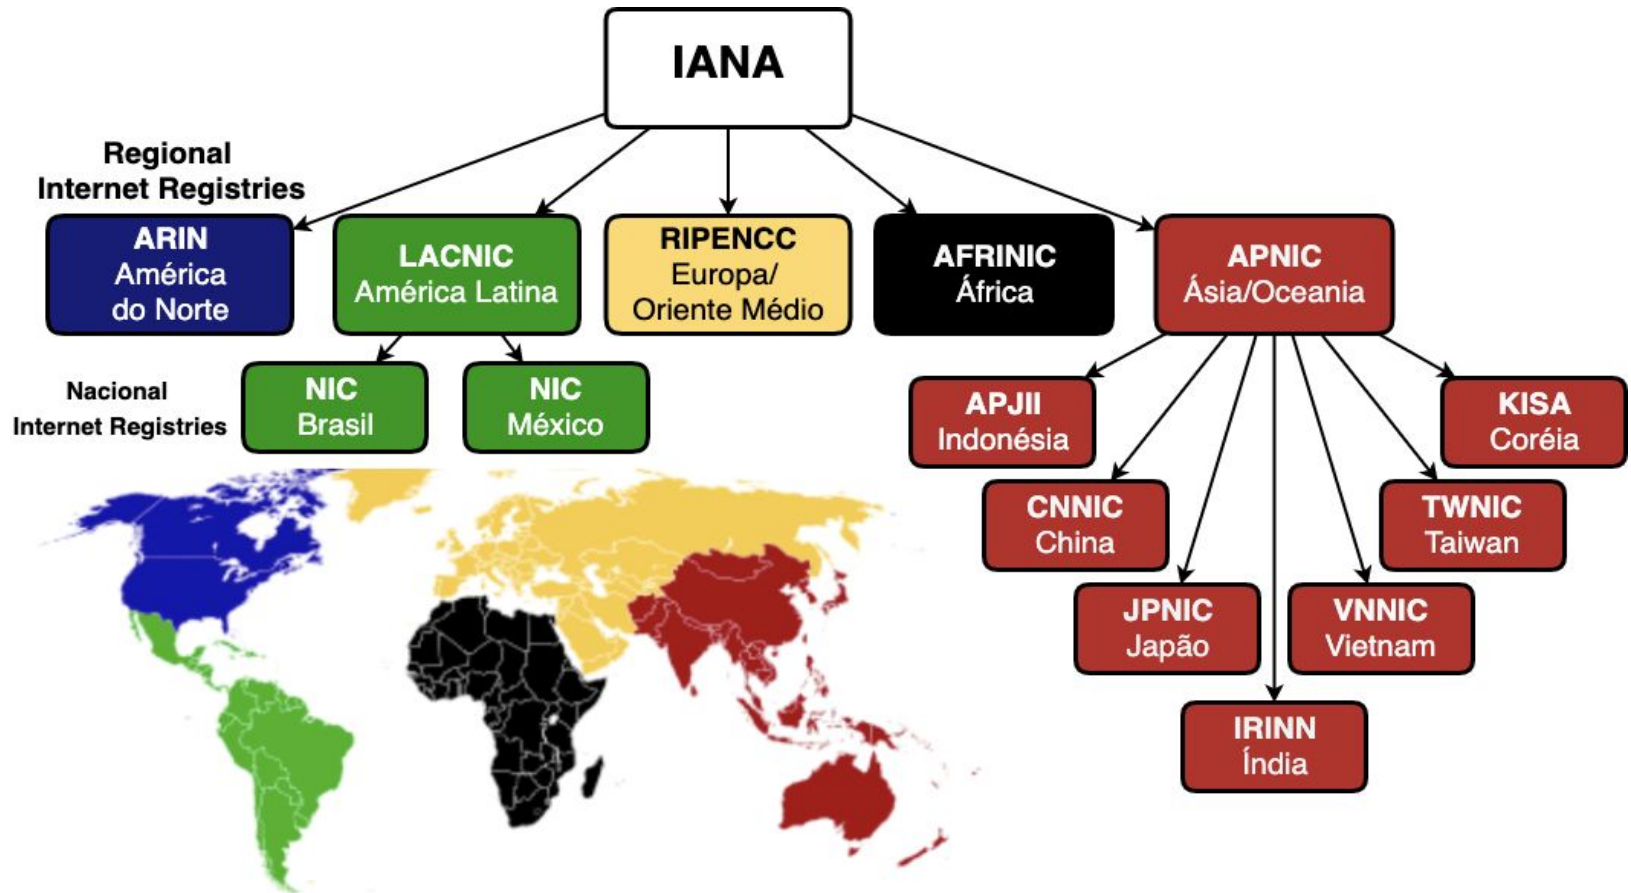 IANA
Regional
Internet Registries
ARIN
América
do Norte
LACNIC
América Latina
RIPENCC
Europa/
Oriente Médio
AFRINIC
África
APNIC
Ásia/Oceania
Nacional
Internet Registries
NIC
Brasil
NIC
México
APJII
Indonésia
KISA
Coréia
CNNIC
China
TWNIC
Taiwan
JPNIC
Japão
VNNIC
Vietnam
IRINN
Índia